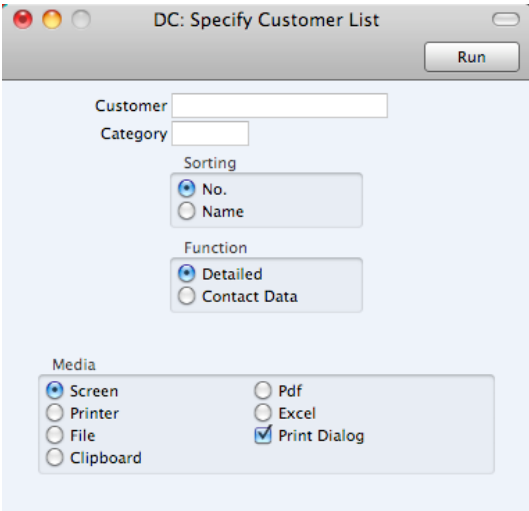 DC: Specify Customer List
Run
Customer
Category
Sorting
No.
Name
Function
Detailed
Contact Data
Media
Screen
Pdf
Printer
Excel
File
Print Dialog
Clipboard